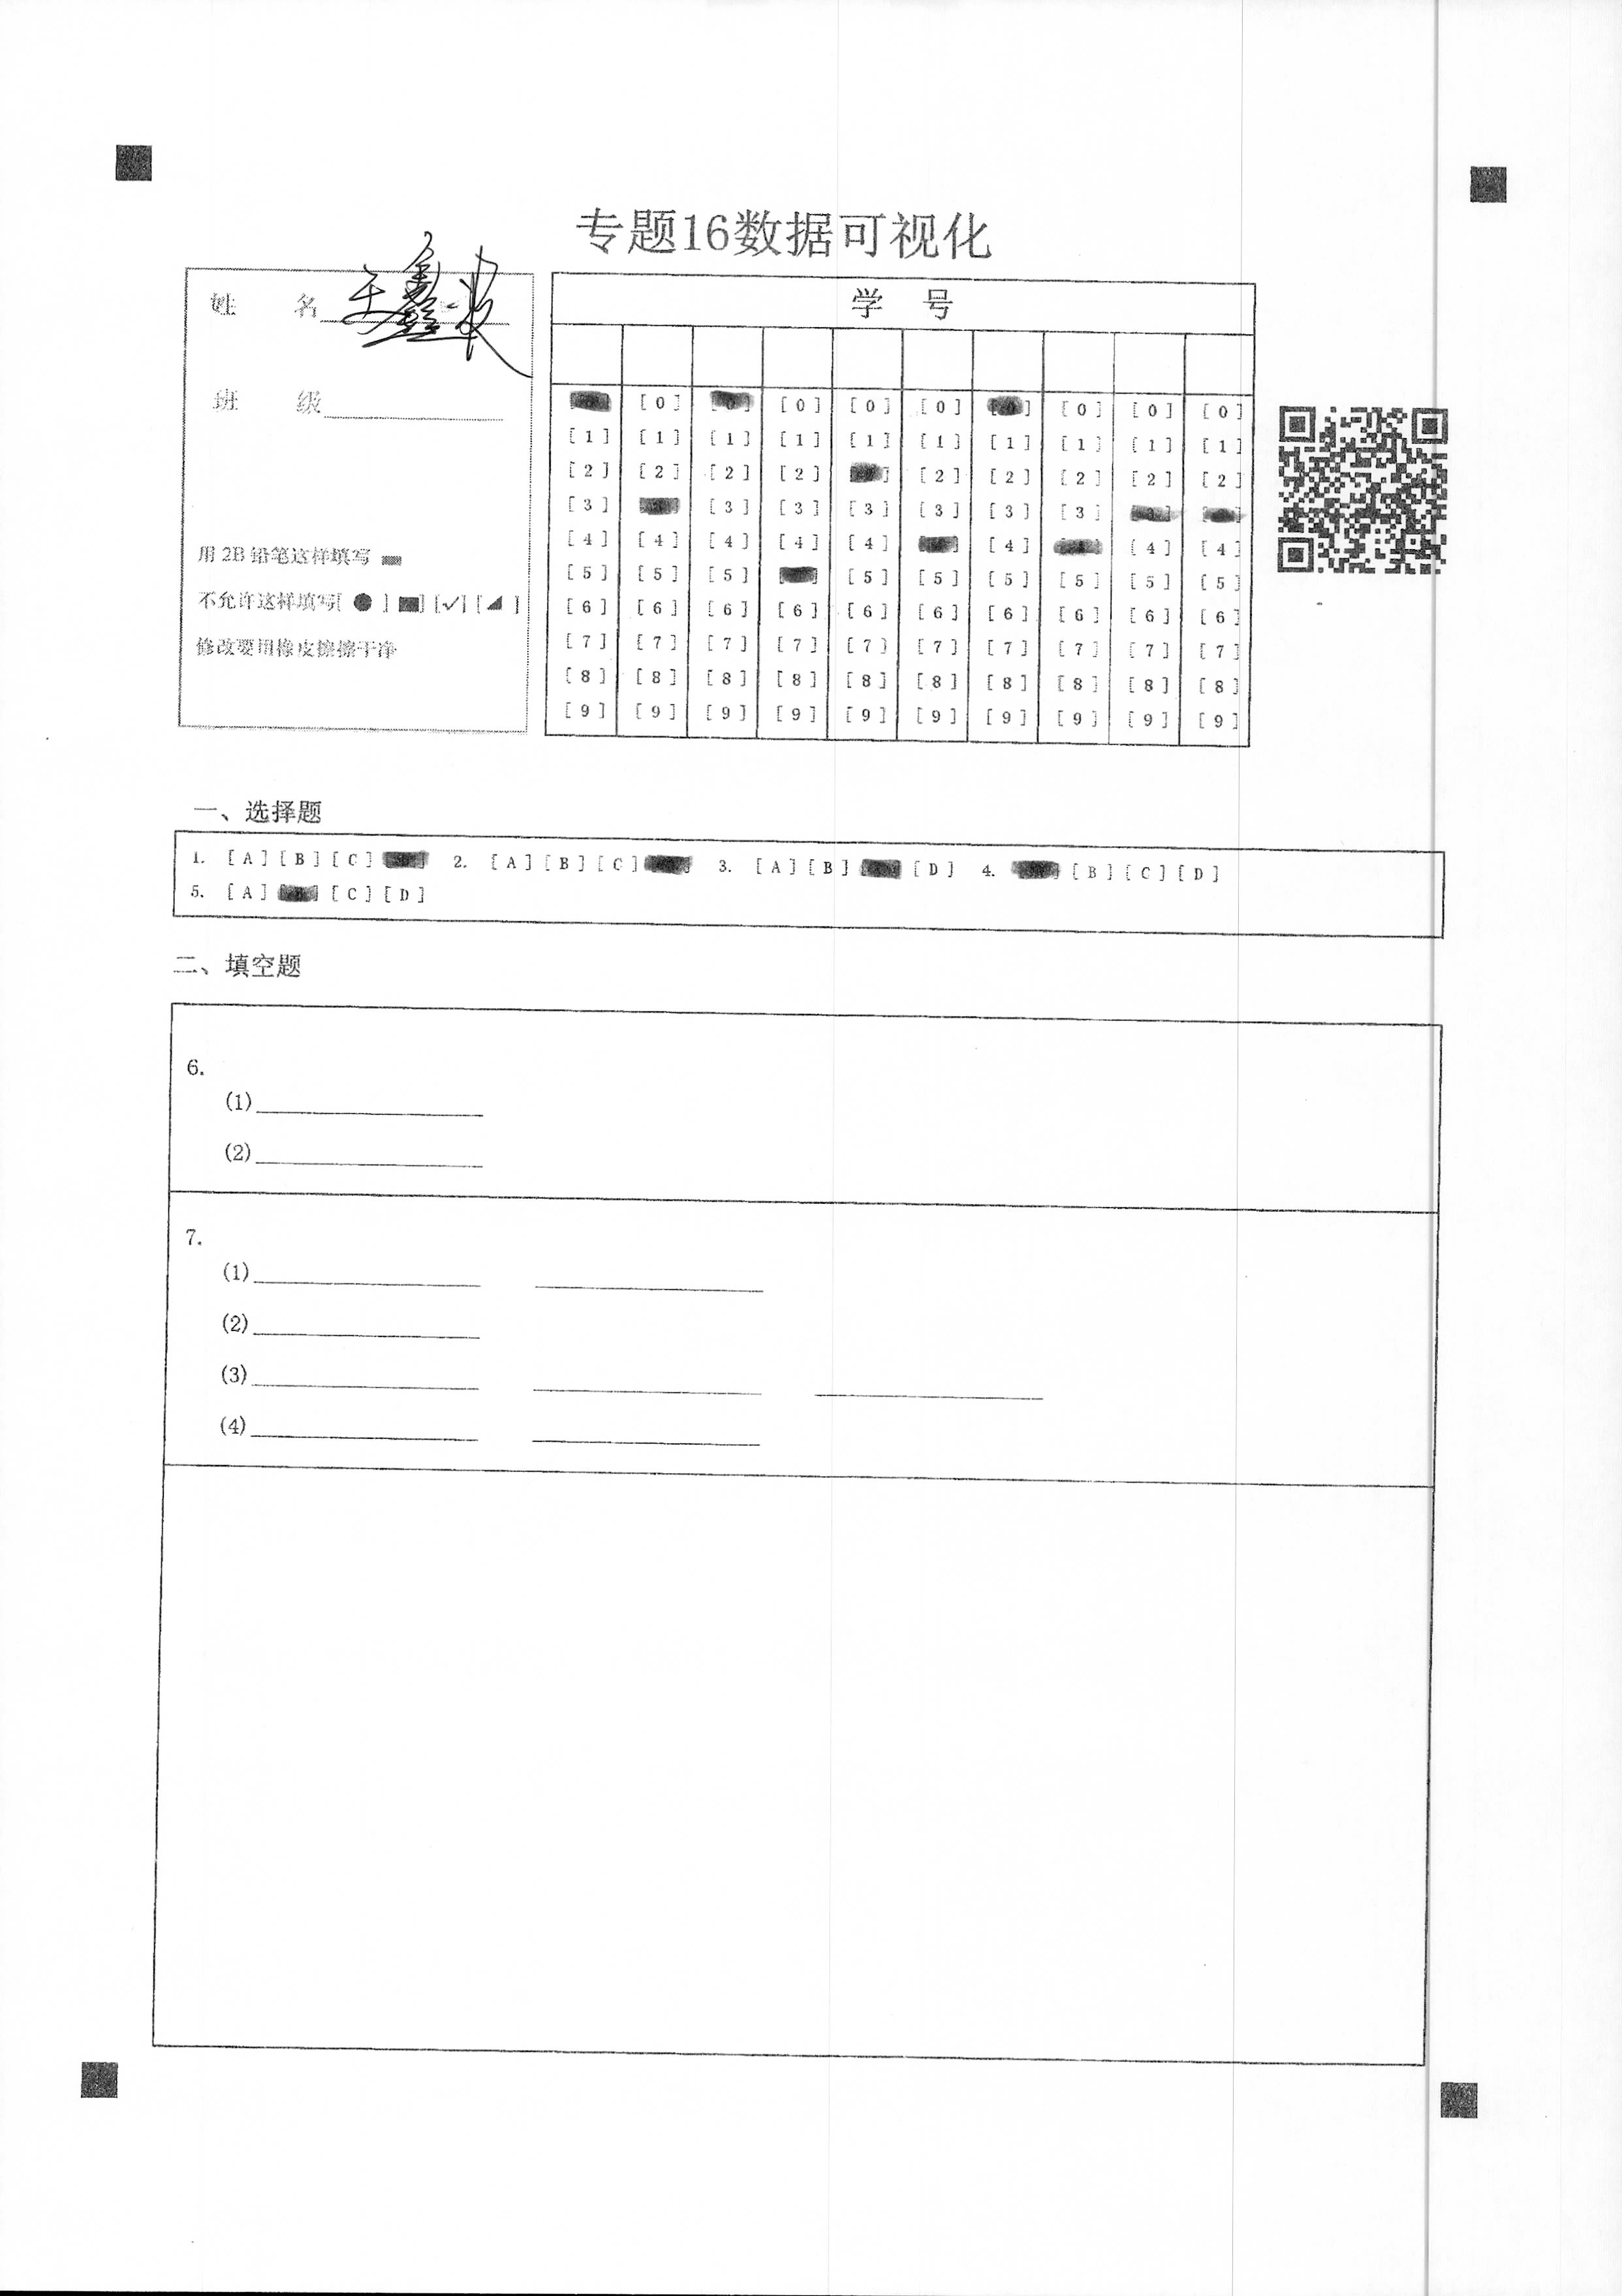 专题16数据可视化
姓 名 王鑫波
班 级
用 2B 铅笔这样填写
不允许这样填写[ ● ] [■] [✓] [◢ ]
修改要用橡皮擦擦干净
学 号
[0] [0] [0] [0] [0] [0] [0]
[1] [1] [1] [1] [1] [1] [1] [1] [1] [1]
[2] [2] [2] [2] [2] [2] [2] [2] [2]
[3] [3] [3] [3] [3] [3] [3]
[4] [4] [4] [4] [4] [4] [4] [4]
[5] [5] [5] [5] [5] [5] [5] [5] [5]
[6] [6] [6] [6] [6] [6] [6] [6] [6] [6]
[7] [7] [7] [7] [7] [7] [7] [7] [7] [7]
[8] [8] [8] [8] [8] [8] [8] [8] [8] [8]
[9] [9] [9] [9] [9] [9] [9] [9] [9] [9]
一、选择题
1. [A] [B] [C] 2. [A] [B] [C] 3. [A] [B] [D] 4. [B] [C] [D]
5. [A] [C] [D]
二、填空题
6.
(1)
(2)
7.
(1)
(2)
(3)
(4)